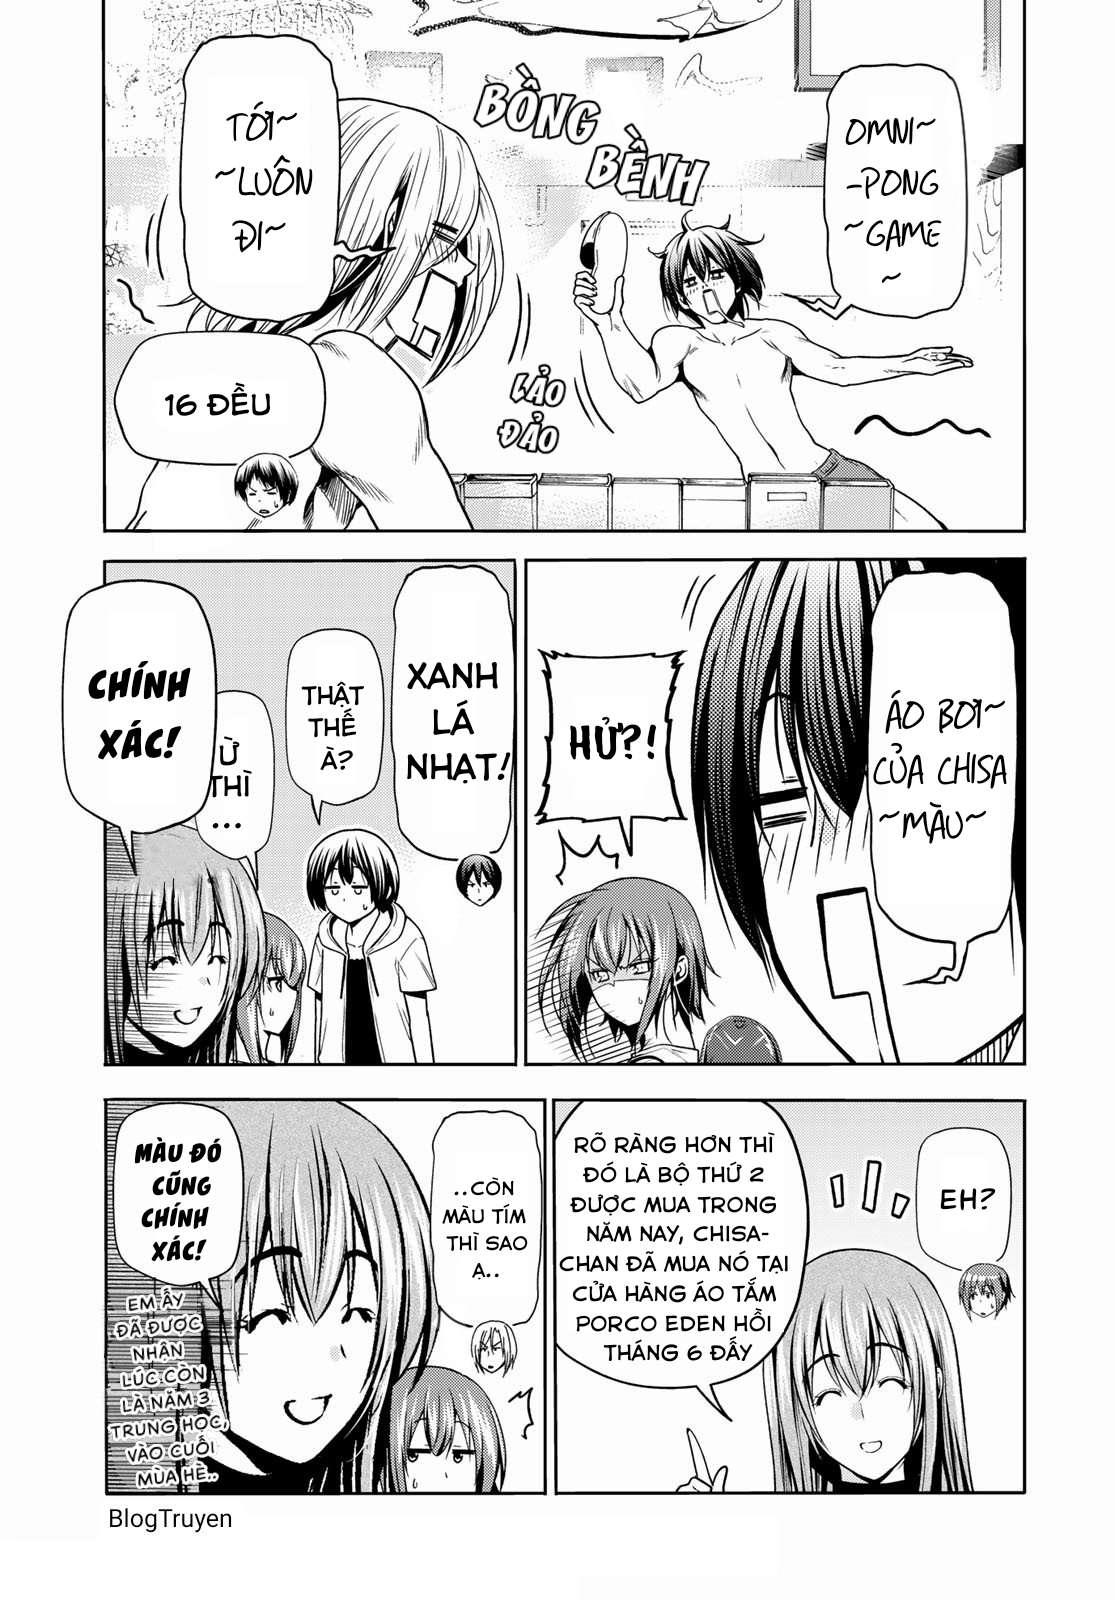 OMNI~
-PONG
~GAME
~
BỒNG
BỀNH
TỚI~
~LUÔN
ĐI~
LẢO
ĐẢO
16 ĐỀU
ÁO BƠI~
CỦA CHISA
~MÀU~
HỬ?!
XANH
LÁ
NHẠT!
THẬT
THẾ
À?
Ừ
THÌ
...
CHÍNH
XÁC!
EH?
RÕ RÀNG HƠN THÌ
ĐÓ LÀ BỘ THỨ 2
ĐƯỢC MUA TRONG
NĂM NAY, CHISA-
CHAN ĐÃ MUA NÓ TẠI
CỬA HÀNG ÁO TẮM
PORCO EDEN HỒI
THÁNG 6 ĐẤY
..CÒN
MÀU TÍM
THÌ SAO
Ạ..
MÀU ĐÓ
CŨNG
CHÍNH
XÁC!
EM ẤY
ĐÃ ĐƯỢC
NHẬN
LÚC CÒN
LÀ NĂM 3
TRUNG HỌC,
VÀO CUỐI
MÙA HÈ..
BlogTruyen